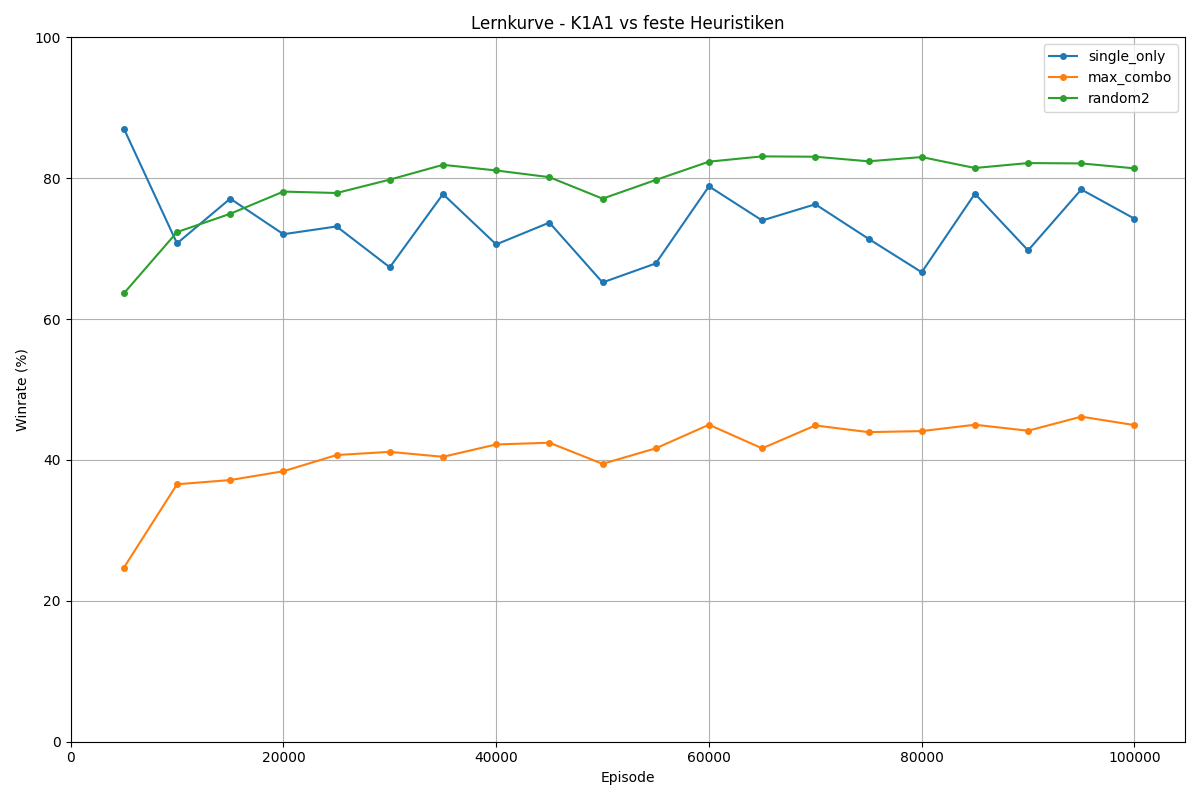 Lernkurve - K1A1 vs feste Heuristiken
single_only
max_combo
random2
Winrate (%)
100
80
60
40
20
0
0 20000 40000 60000 80000 100000
Episode